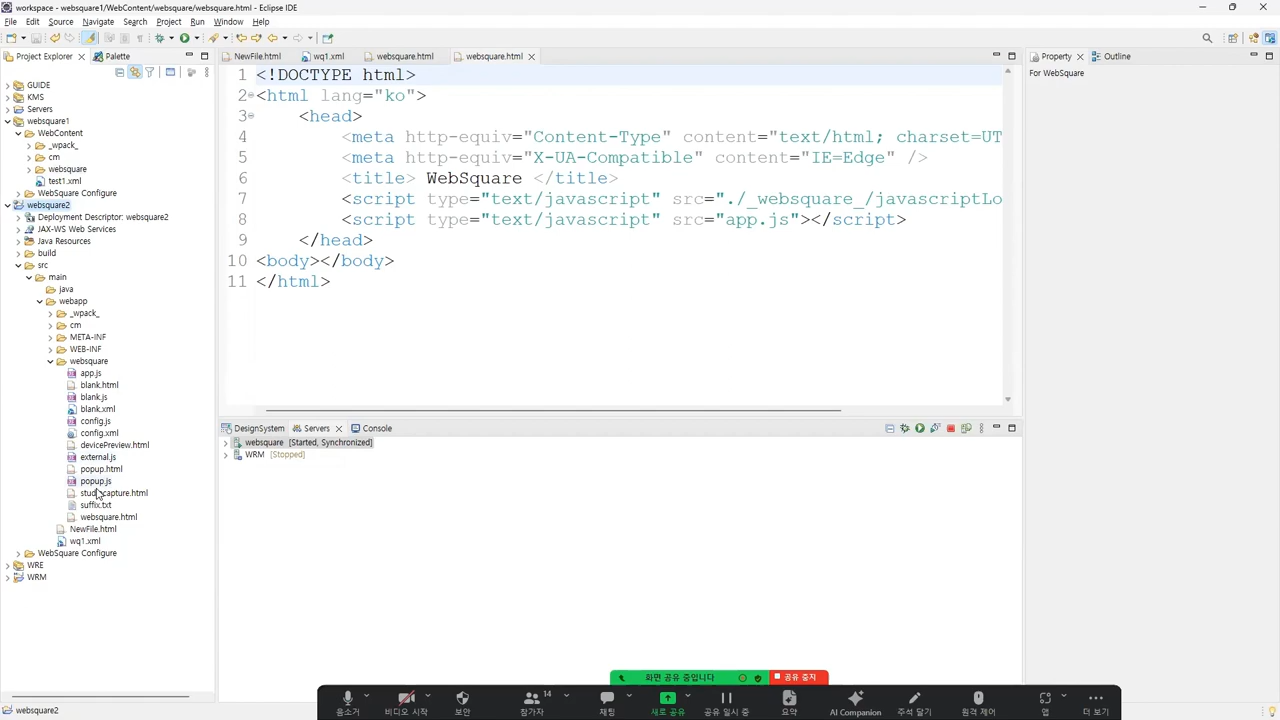 workspace - websquare1/WebContent/websquare/websquare.html - Eclipse IDE
File Edit Source Navigate Search Project Run Window Help
Project Explorer Palette
GUIDE
KMS
Servers
websquare1
WebContent
_wpack_
cm
websquare
test1.xml
WebSquare Configure
websquare2
Deployment Descriptor: websquare2
JAX-WS Web Services
Java Resources
build
src
main
java
webapp
_wpack_
cm
META-INF
WEB-INF
websquare
app.js
blank.html
blank.js
blank.xml
config.js
config.xml
devicePreview.html
external.js
popup.html
popup.js
capture.html
suffix.txt
websquare.html
NewFile.html
wq1.xml
WebSquare Configure
WRE
WRM
NewFile.html wq1.xml websquare.html websquare.html
1 <!DOCTYPE html>
2 <html lang="ko">
3 <head>
4 <meta http-equiv="Content-Type" content="text/html; charset=UT
5 <meta http-equiv="X-UA-Compatible" content="IE=Edge" />
6 <title> WebSquare </title>
7 <script type="text/javascript" src="./_websquare_/javascriptLo
8 <script type="text/javascript" src="app.js"></script>
9 </head>
10 <body></body>
11 </html>
DesignSystem Servers Console
websquare [Started, Synchronized]
WRM [Stopped]
Property Outline
For WebSquare
화면 공유 중입니다 공유 중지
14
음소거 비디오 시작 보안 참가자 채팅 새로 공유 공유 일시 중 요약 AI Companion 주석 달기 원격 제어 앱 더 보기
websquare2